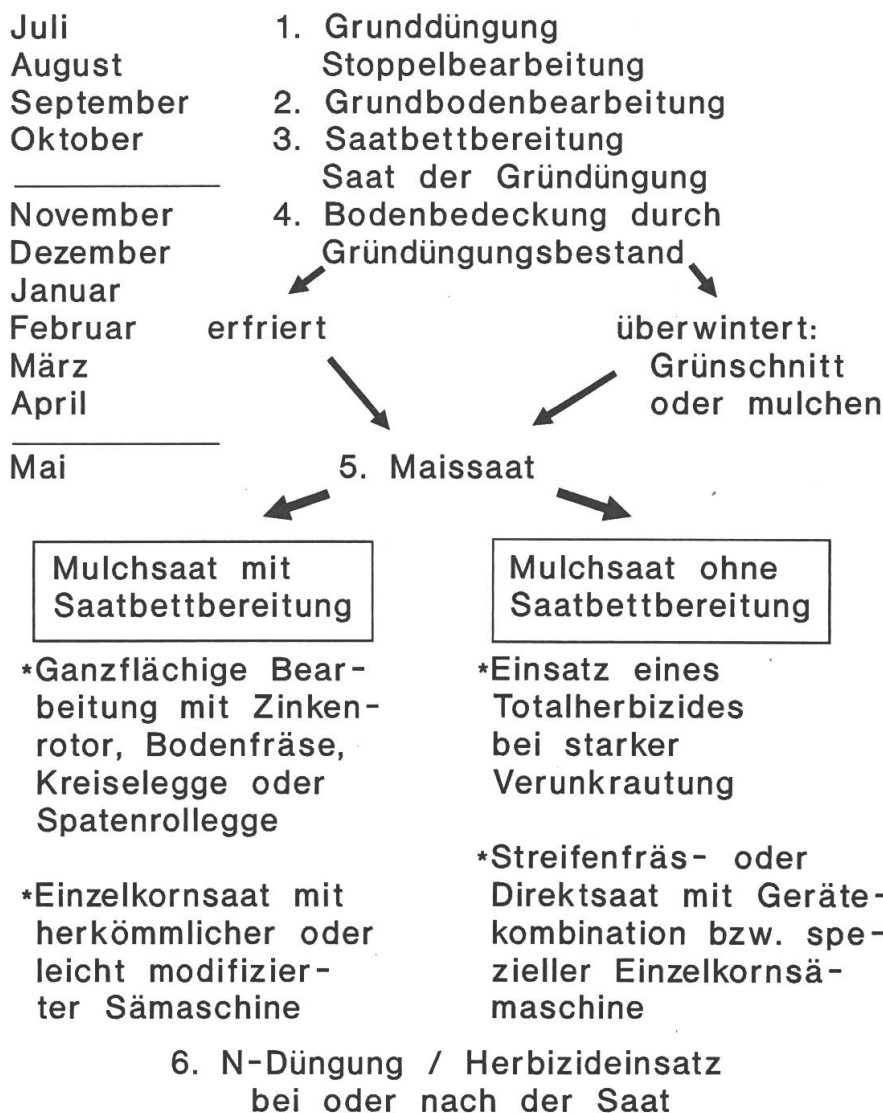 Juli 1. Grunddüngung
August Stoppelbearbeitung
September 2. Grundbodenbearbeitung
Oktober 3. Saatbettbereitung
Saat der Gründüngung
November 4. Bodenbedeckung durch
Dezember Gründüngungsbestand
Januar
Februar erfriert überwintert:
März Grünschnitt
April oder mulchen
Mai 5. Maissaat
Mulchsaat mit
Saatbettbereitung
*Ganzflächige Bear-
beitung mit Zinken-
rotor, Bodenfräse,
Kreiselegge oder
Spatenrollegge
*Einzelkornsaat mit
herkömmlicher oder
leicht modifizier-
ter Sämaschine
Mulchsaat ohne
Saatbettbereitung
*Einsatz eines
Totalherbizides
bei starker
Verunkrautung
*Streifenfräs- oder
Direktsaat mit Geräte-
kombination bzw. spe-
zieller Einzelkornsä-
maschine
6. N-Düngung / Herbizideinsatz
bei oder nach der Saat